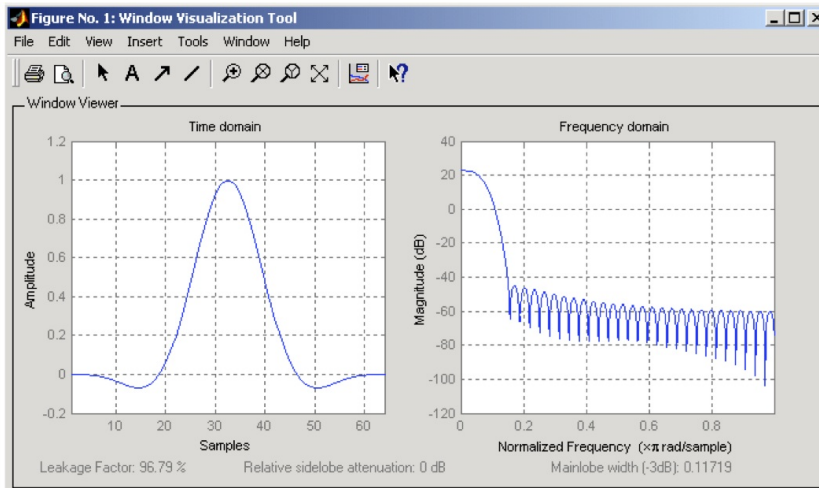 Figure No. 1: Window Visualization Tool
File Edit View Insert Tools Window Help
A
Window Viewer
Time domain
1.2
1
0.8
0.6
0.4
0.2
0
-0.2
Amplitude
10 20 30 40 50 60
Samples
Frequency domain
40
20
0
-20
-40
-60
-80
-100
-120
Magnitude (dB)
0 0.2 0.4 0.6 0.8
Normalized Frequency (×π rad/sample)
Leakage Factor: 96.79 % Relative sidelobe attenuation: 0 dB Mainlobe width (-3dB): 0.11719